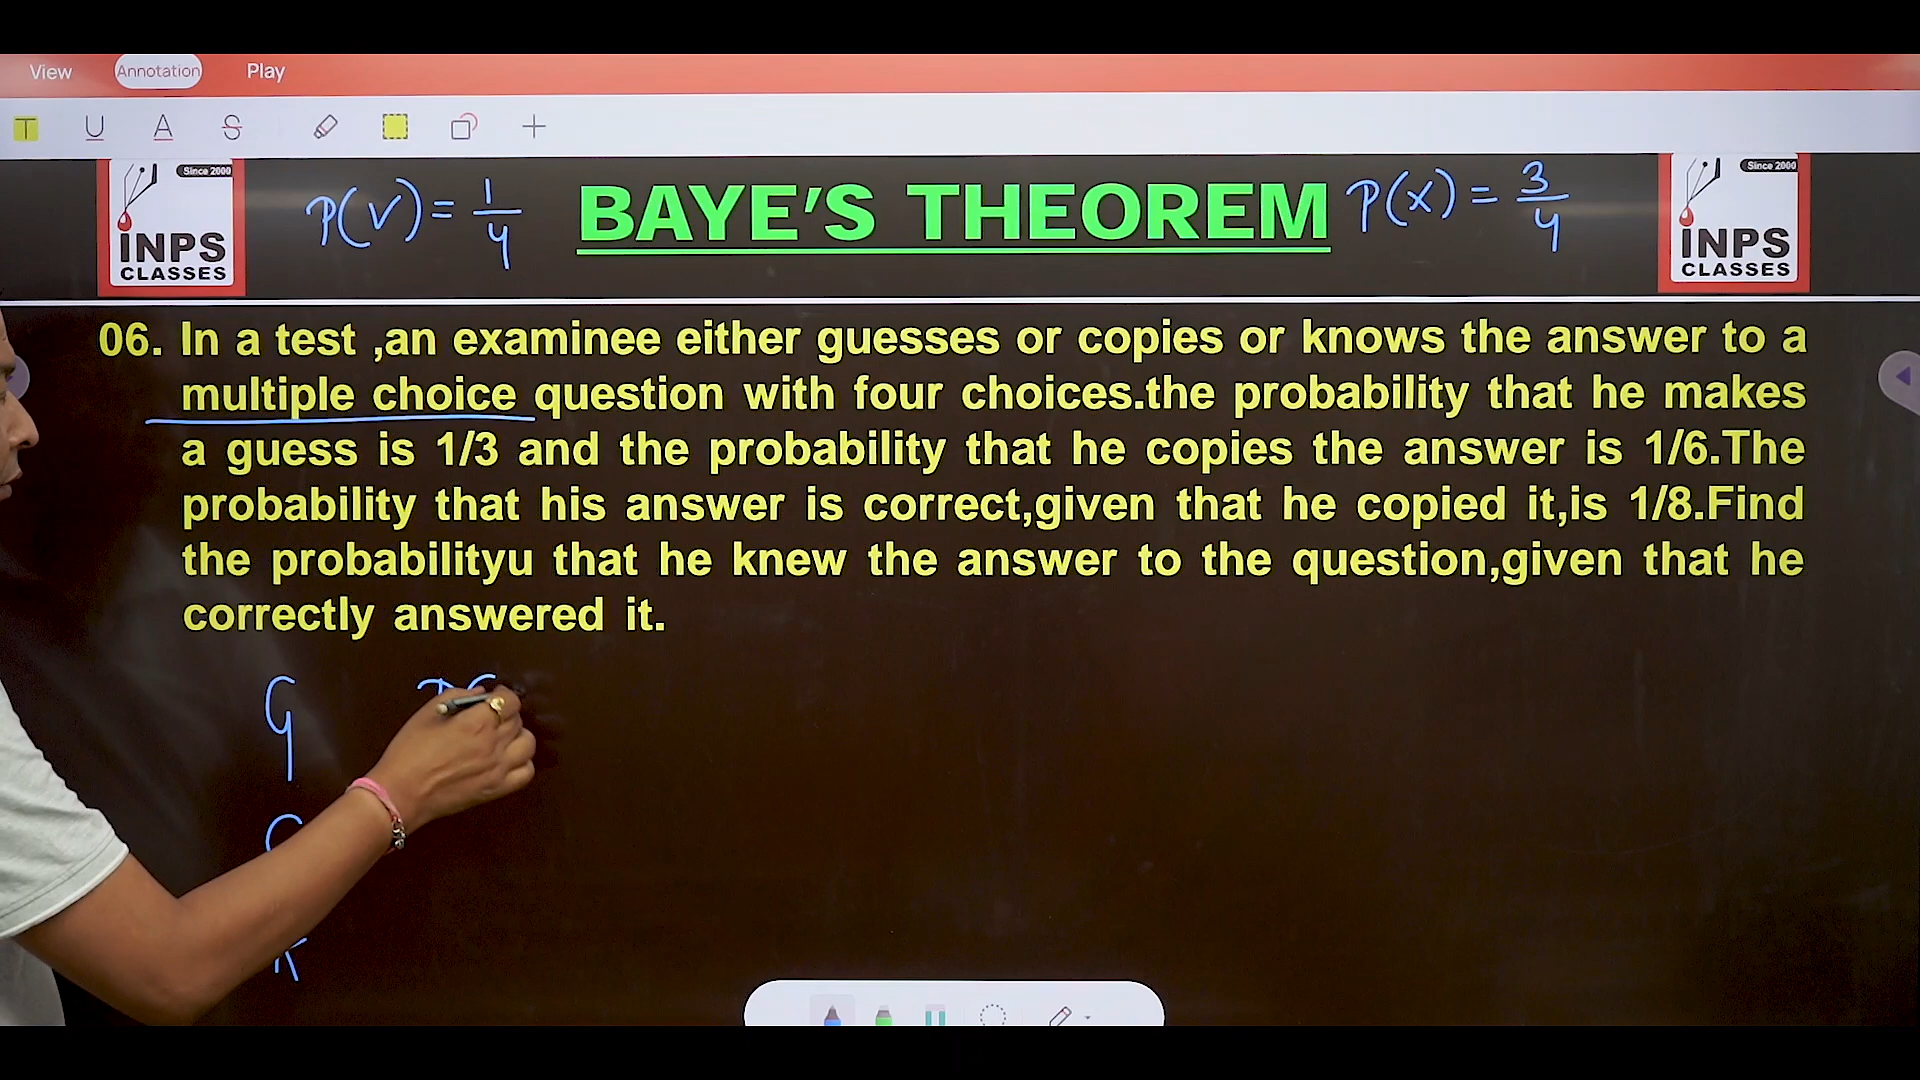 View Annotation Play
T U A S
Since 2000
INPS
CLASSES
P(✓) = 1/4
BAYE'S THEOREM
P(x) = 3/4
Since 2000
INPS
CLASSES
06. In a test ,an examinee either guesses or copies or knows the answer to a
multiple choice question with four choices.the probability that he makes
a guess is 1/3 and the probability that he copies the answer is 1/6.The
probability that his answer is correct,given that he copied it,is 1/8.Find
the probabilityu that he knew the answer to the question,given that he
correctly answered it.
G